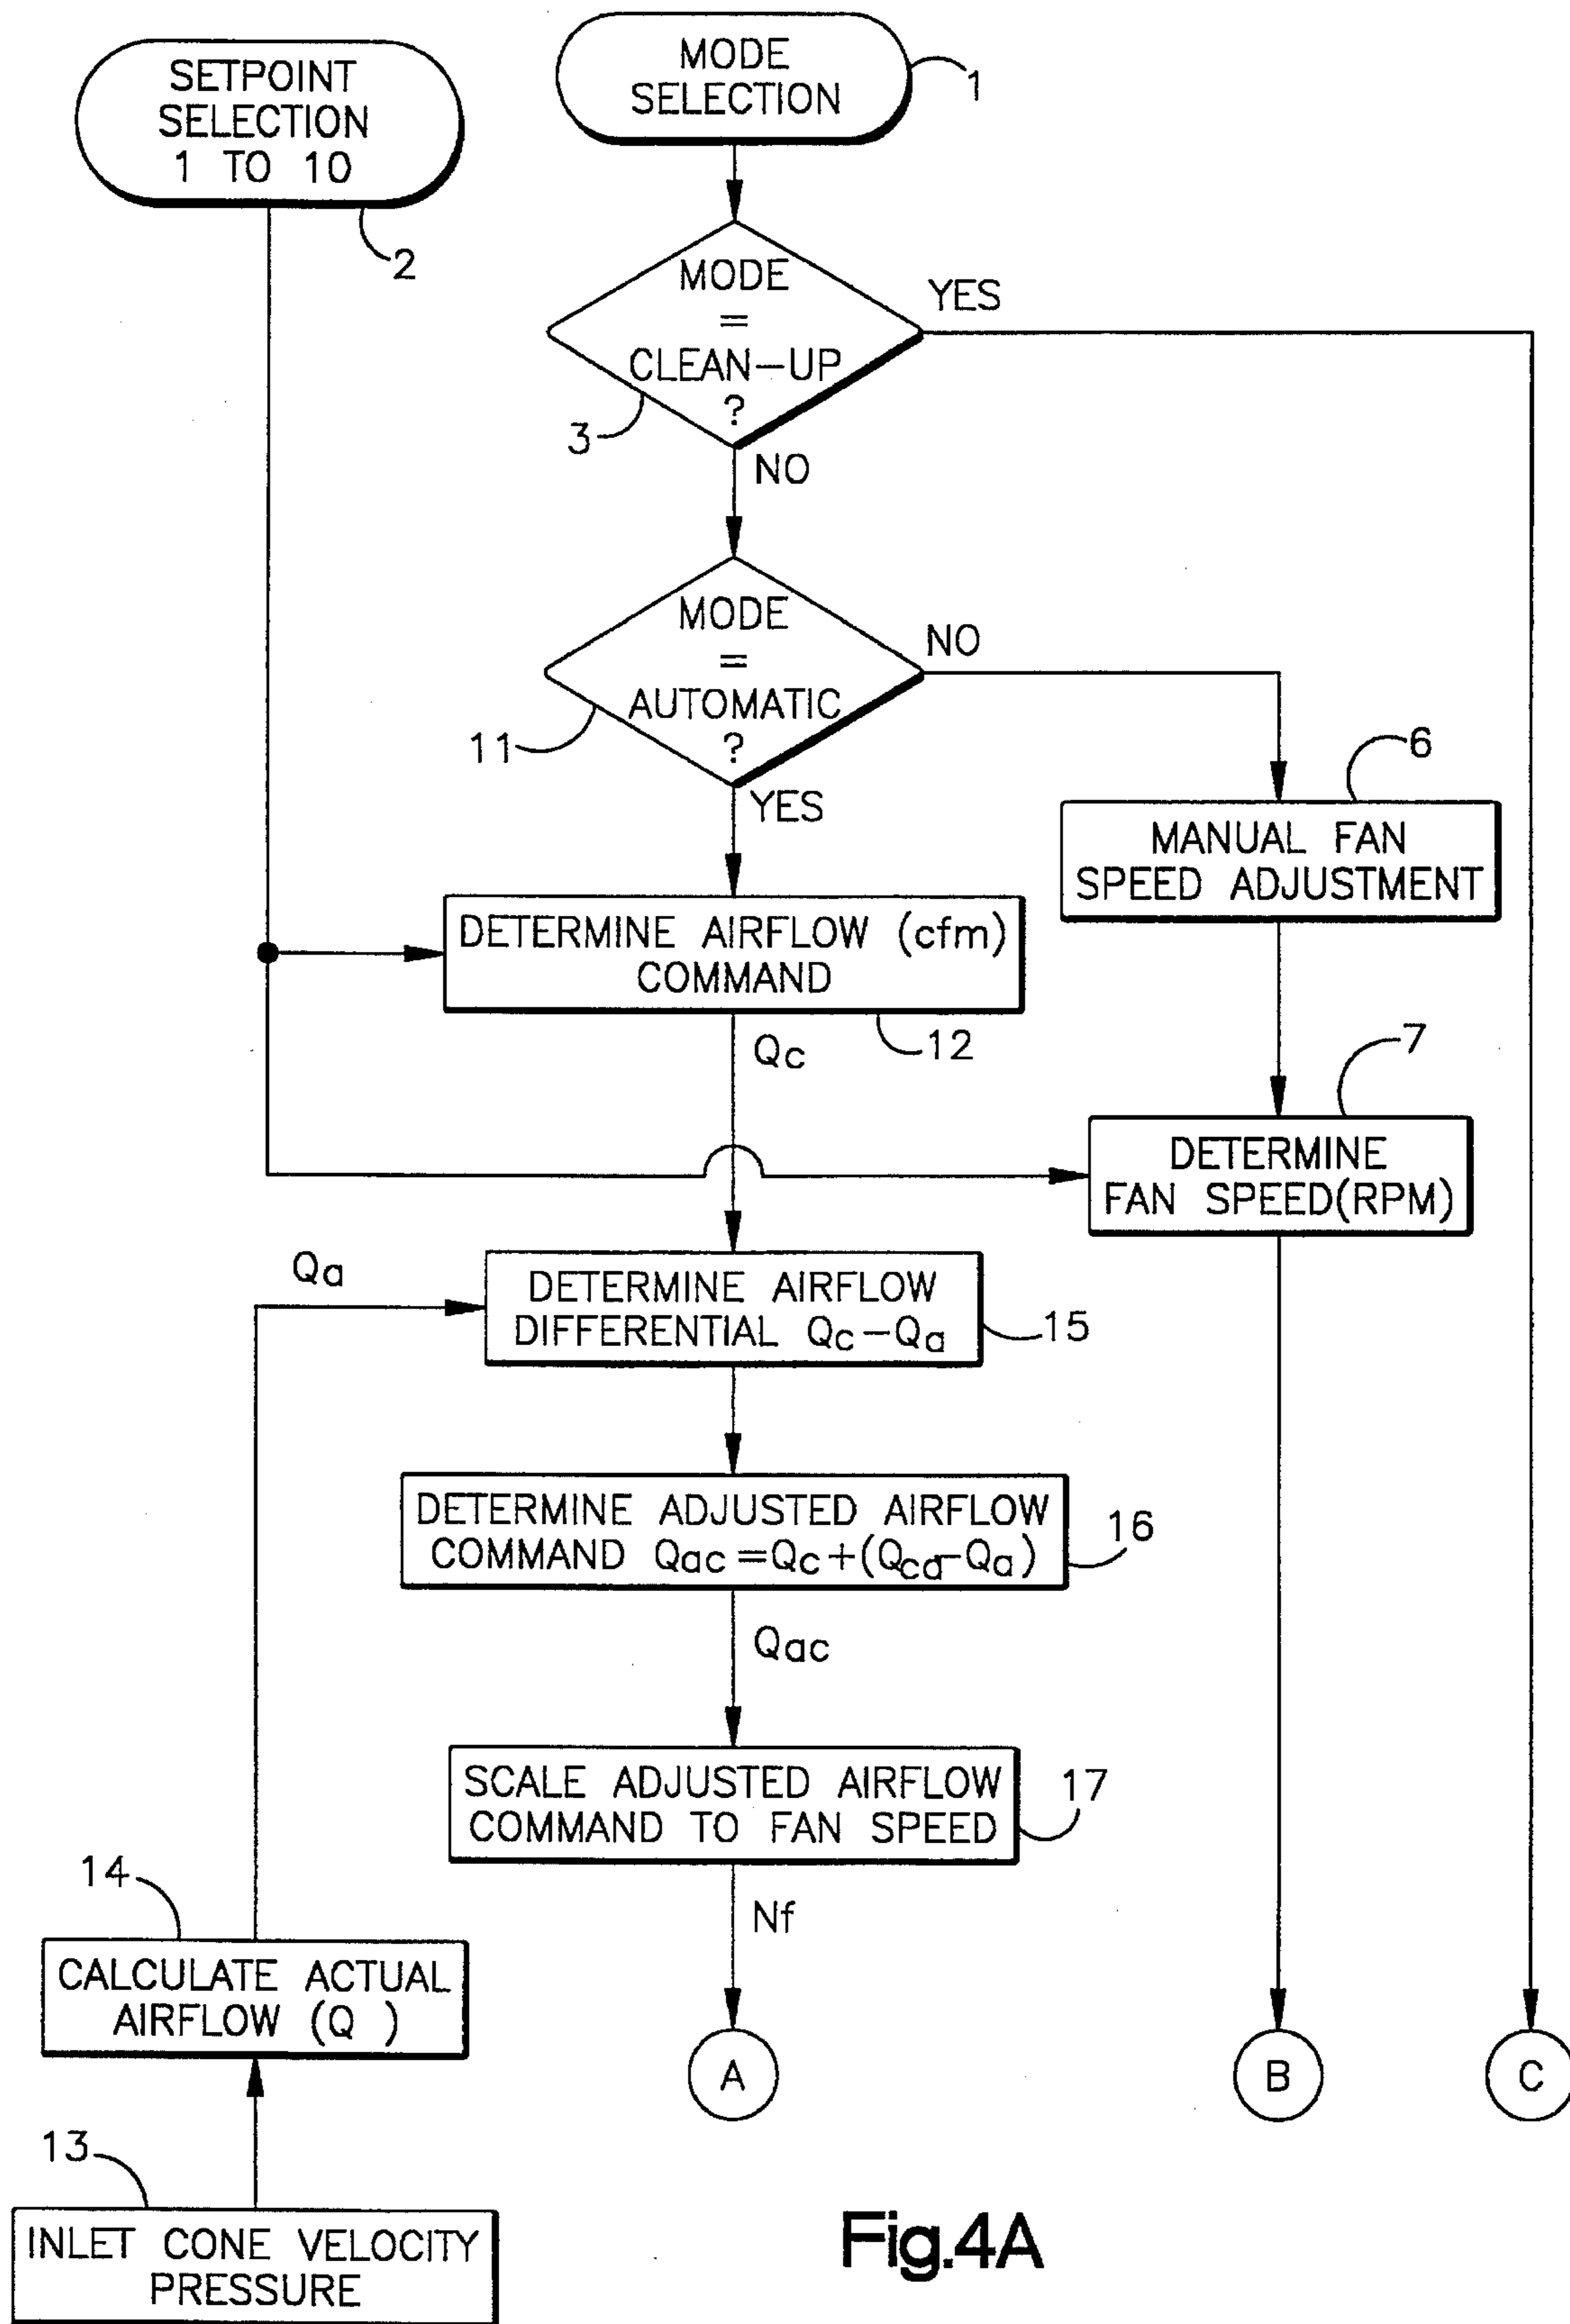 SETPOINT
SELECTION
1 TO 10
2
MODE
SELECTION
1
MODE
=
CLEAN-UP
?
3
YES
NO
MODE
=
AUTOMATIC
?
11
NO
YES
6
MANUAL FAN
SPEED ADJUSTMENT
DETERMINE AIRFLOW (cfm)
COMMAND
12
Qc
7
DETERMINE
FAN SPEED(RPM)
Qa
DETERMINE AIRFLOW
DIFFERENTIAL Qc-Qa
15
DETERMINE ADJUSTED AIRFLOW
COMMAND Qac=Qc+(Qca-Qa)
16
Qac
SCALE ADJUSTED AIRFLOW
COMMAND TO FAN SPEED
17
Nf
14
CALCULATE ACTUAL
AIRFLOW (Q )
A
B
C
13
INLET CONE VELOCITY
PRESSURE
Fig.4A